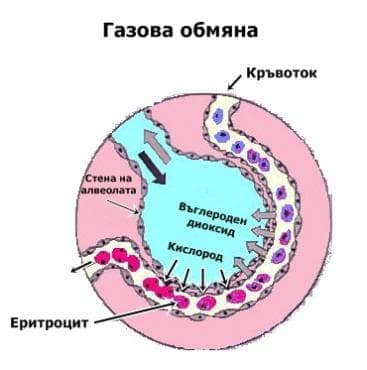 Газова обмяна
Кръвоток
Стена на
алвеолата
Въглероден
диоксид
Кислород
Еритроцит